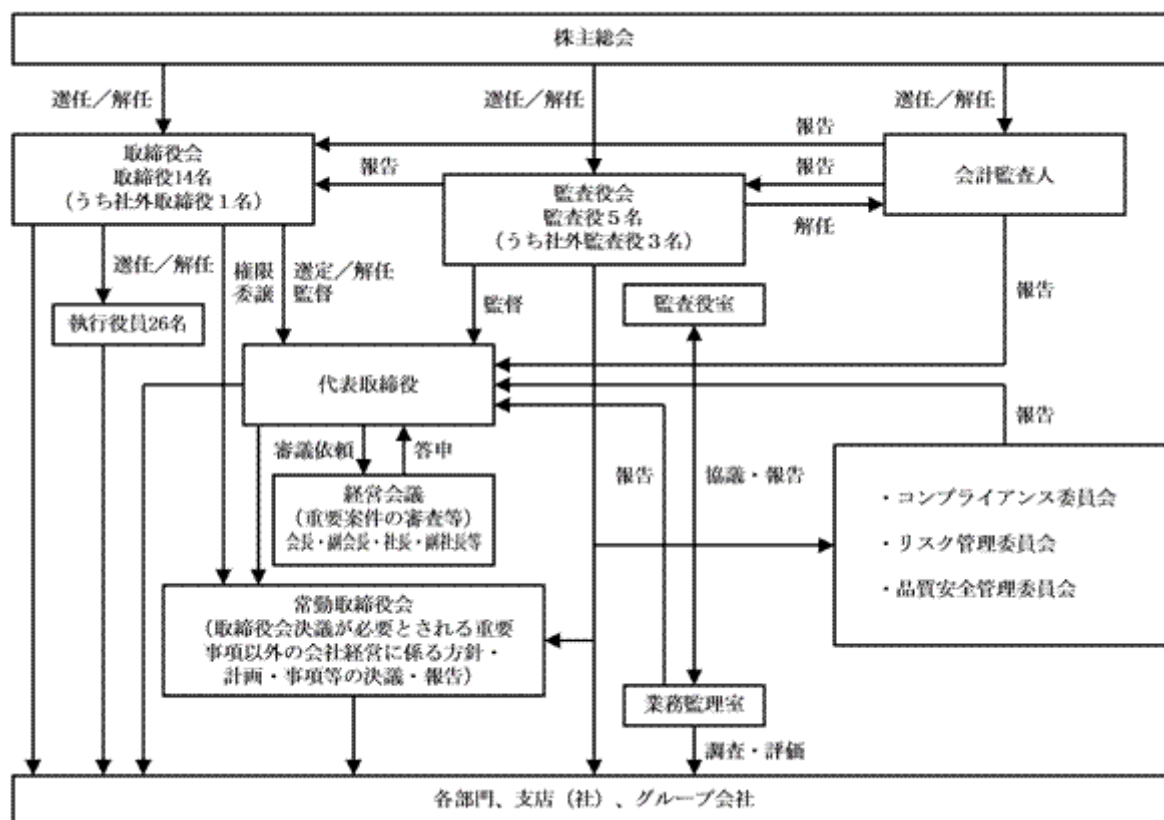 株主総会
選任／解任
選任／解任
選任／解任
報告
取締役会
取締役14名
（うち社外取締役１名）
報告
報告
会計監査人
監査役会
監査役５名
（うち社外監査役３名）
解任
選任／解任
権限
委譲
選定／解任
監督
監督
監査役室
報告
執行役員26名
代表取締役
報告
審議依頼
答申
報告
協議・報告
経営会議
（重要案件の審査等）
会長・副会長・社長・副社長等
・コンプライアンス委員会
・リスク管理委員会
・品質安全管理委員会
常勤取締役会
（取締役会決議が必要とされる重要
事項以外の会社経営に係る方針・
計画・事項等の決議・報告）
業務監理室
調査・評価
各部門、支店（社）、グループ会社